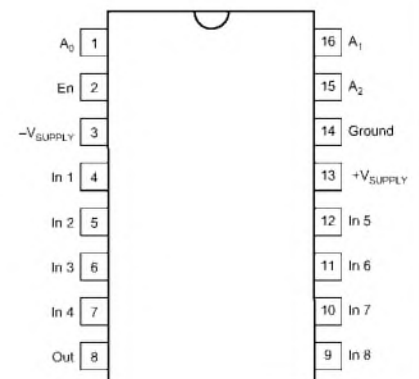 A₀ 1 16 A₁
En 2 15 A₂
–V_SUPPLY 3 14 Ground
In 1 4 13 +V_SUPPLY
In 2 5 12 In 5
In 3 6 11 In 6
In 4 7 10 In 7
Out 8 9 In 8